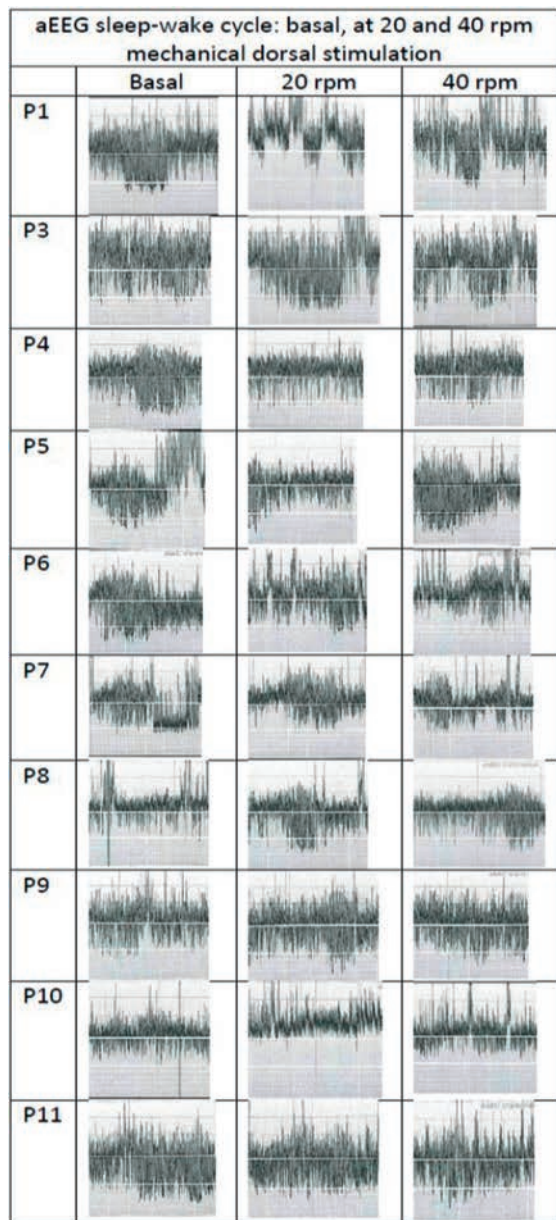 aEEG sleep-wake cycle: basal, at 20 and 40 rpm
mechanical dorsal stimulation
Basal 20 rpm 40 rpm
P1
P3
P4
P5
P6
P7
P8
P9
P10
P11